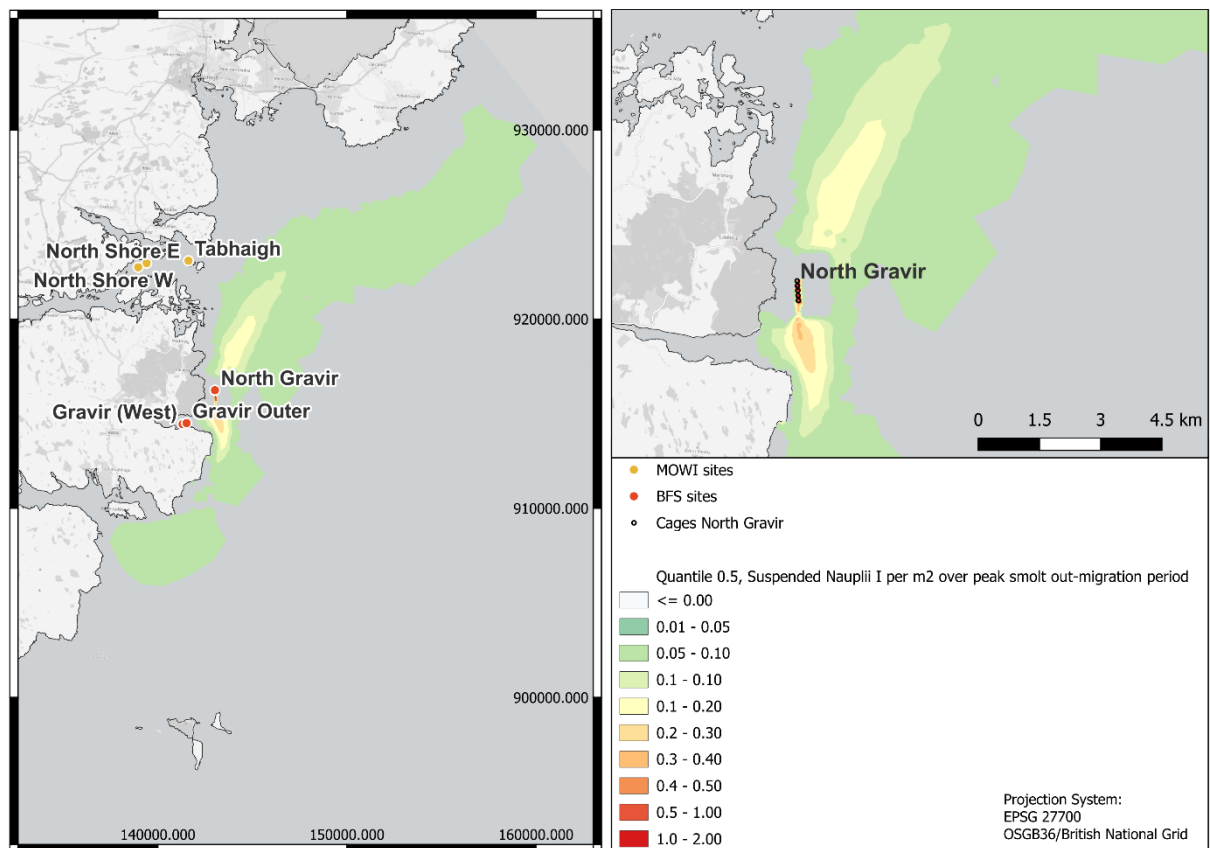 930000.000
North Shore E
Tabhaigh
North Shore W
920000.000
North Gravir
Gravir (West)
Gravir Outer
910000.000
900000.000
140000.000
150000.000
160000.000
North Gravir
0 1.5 3 4.5 km
MOWI sites
BFS sites
Cages North Gravir
Quantile 0.5, Suspended Nauplii I per m2 over peak smolt out-migration period
<= 0.00
0.01 - 0.05
0.05 - 0.10
0.1 - 0.10
0.1 - 0.20
0.2 - 0.30
0.3 - 0.40
0.4 - 0.50
0.5 - 1.00
1.0 - 2.00
Projection System:
EPSG 27700
OSGB36/British National Grid